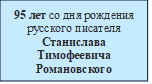 95 лет со дня рождения
русского писателя
Станислава
Тимофеевича
Романовского